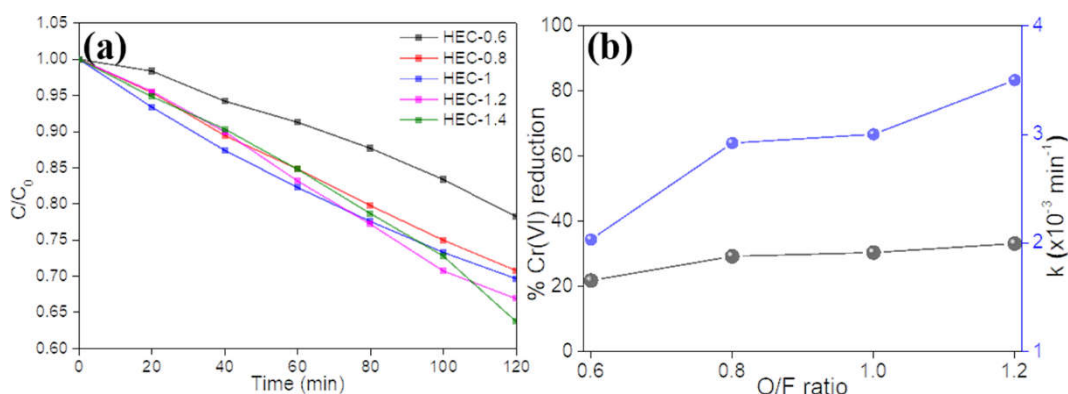 (a)
1.05
1.00
0.95
0.90
0.85
0.80
0.75
0.70
0.65
0.60
C/C₀
0
20
40
60
80
100
120
Time (min)
HEC-0.6
HEC-0.8
HEC-1
HEC-1.2
HEC-1.4
(b)
100
80
60
40
20
0
% Cr(VI) reduction
0.6
0.8
1.0
1.2
O/F ratio
4
3
2
1
k (x10⁻³ min⁻¹)